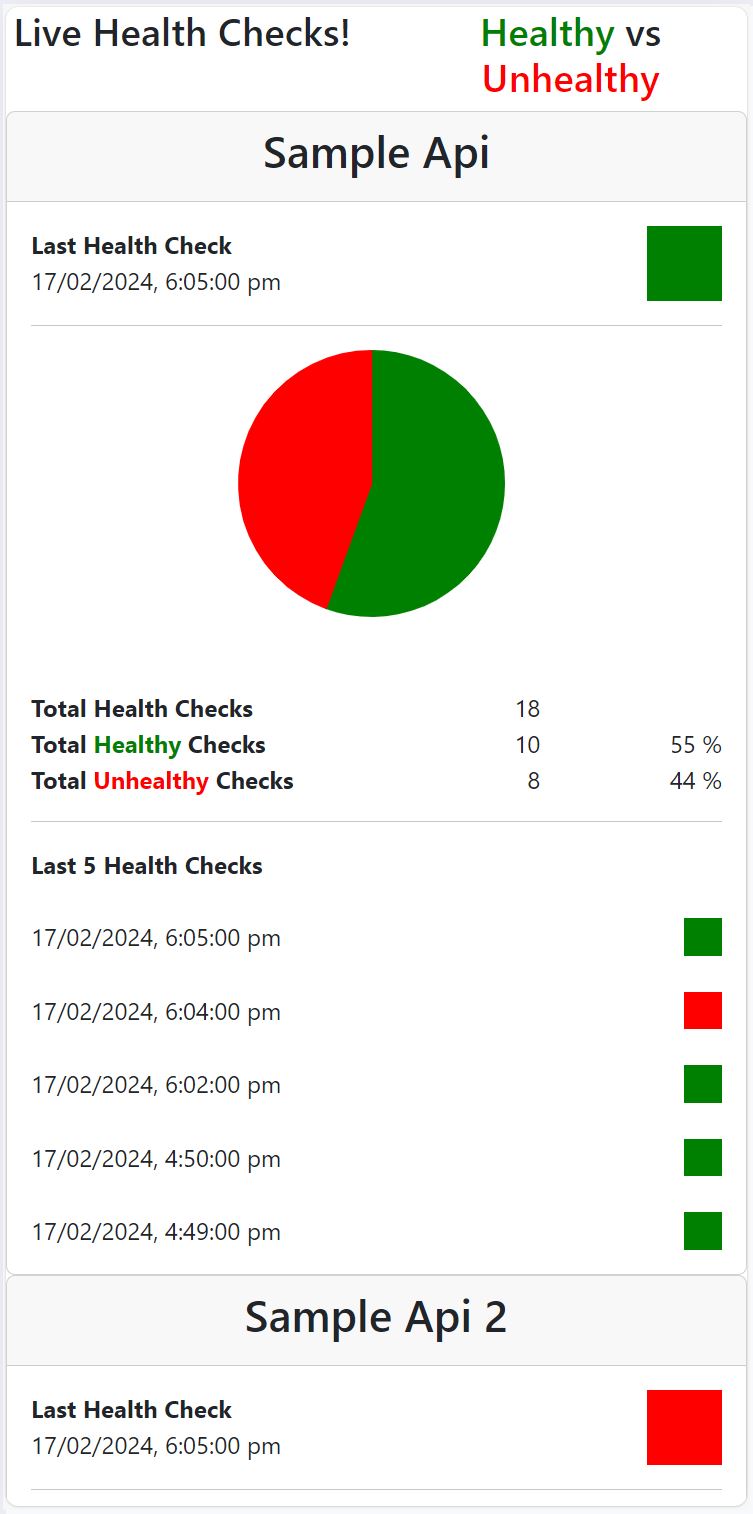 Live Health Checks!
Healthy vs
Unhealthy
Sample Api
Last Health Check
17/02/2024, 6:05:00 pm
Total Health Checks 18
Total Healthy Checks 10 55 %
Total Unhealthy Checks 8 44 %
Last 5 Health Checks
17/02/2024, 6:05:00 pm
17/02/2024, 6:04:00 pm
17/02/2024, 6:02:00 pm
17/02/2024, 4:50:00 pm
17/02/2024, 4:49:00 pm
Sample Api 2
Last Health Check
17/02/2024, 6:05:00 pm